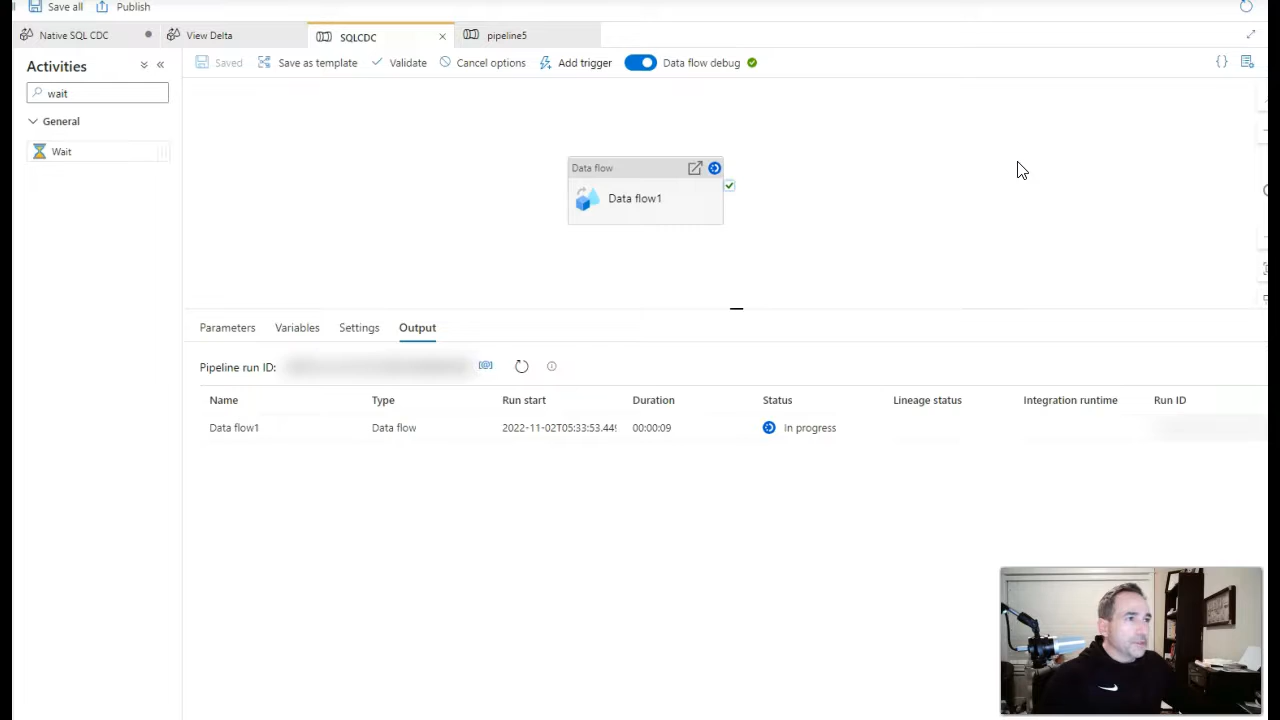 Save all Publish
Native SQL CDC View Delta SQLCDC pipeline5
Activities
Saved Save as template Validate Cancel options Add trigger Data flow debug
wait
General
Wait
Data flow
Data flow1
Parameters Variables Settings Output
Pipeline run ID:
Name Type Run start Duration Status Lineage status Integration runtime Run ID
Data flow1 Data flow 2022-11-02T05:33:53.44 00:00:09 In progress